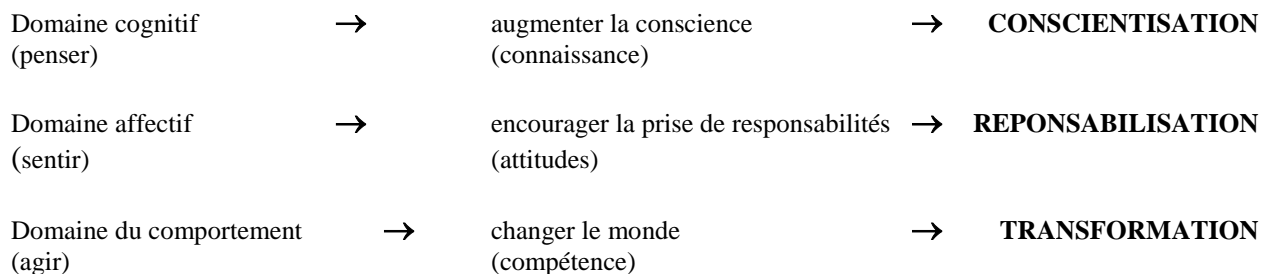 Domaine cognitif → augmenter la conscience → CONSCIENTISATION
(penser) (connaissance)
Domaine affectif → encourager la prise de responsabilités → REPONSABILISATION
(sentir) (attitudes)
Domaine du comportement → changer le monde → TRANSFORMATION
(agir) (compétence)